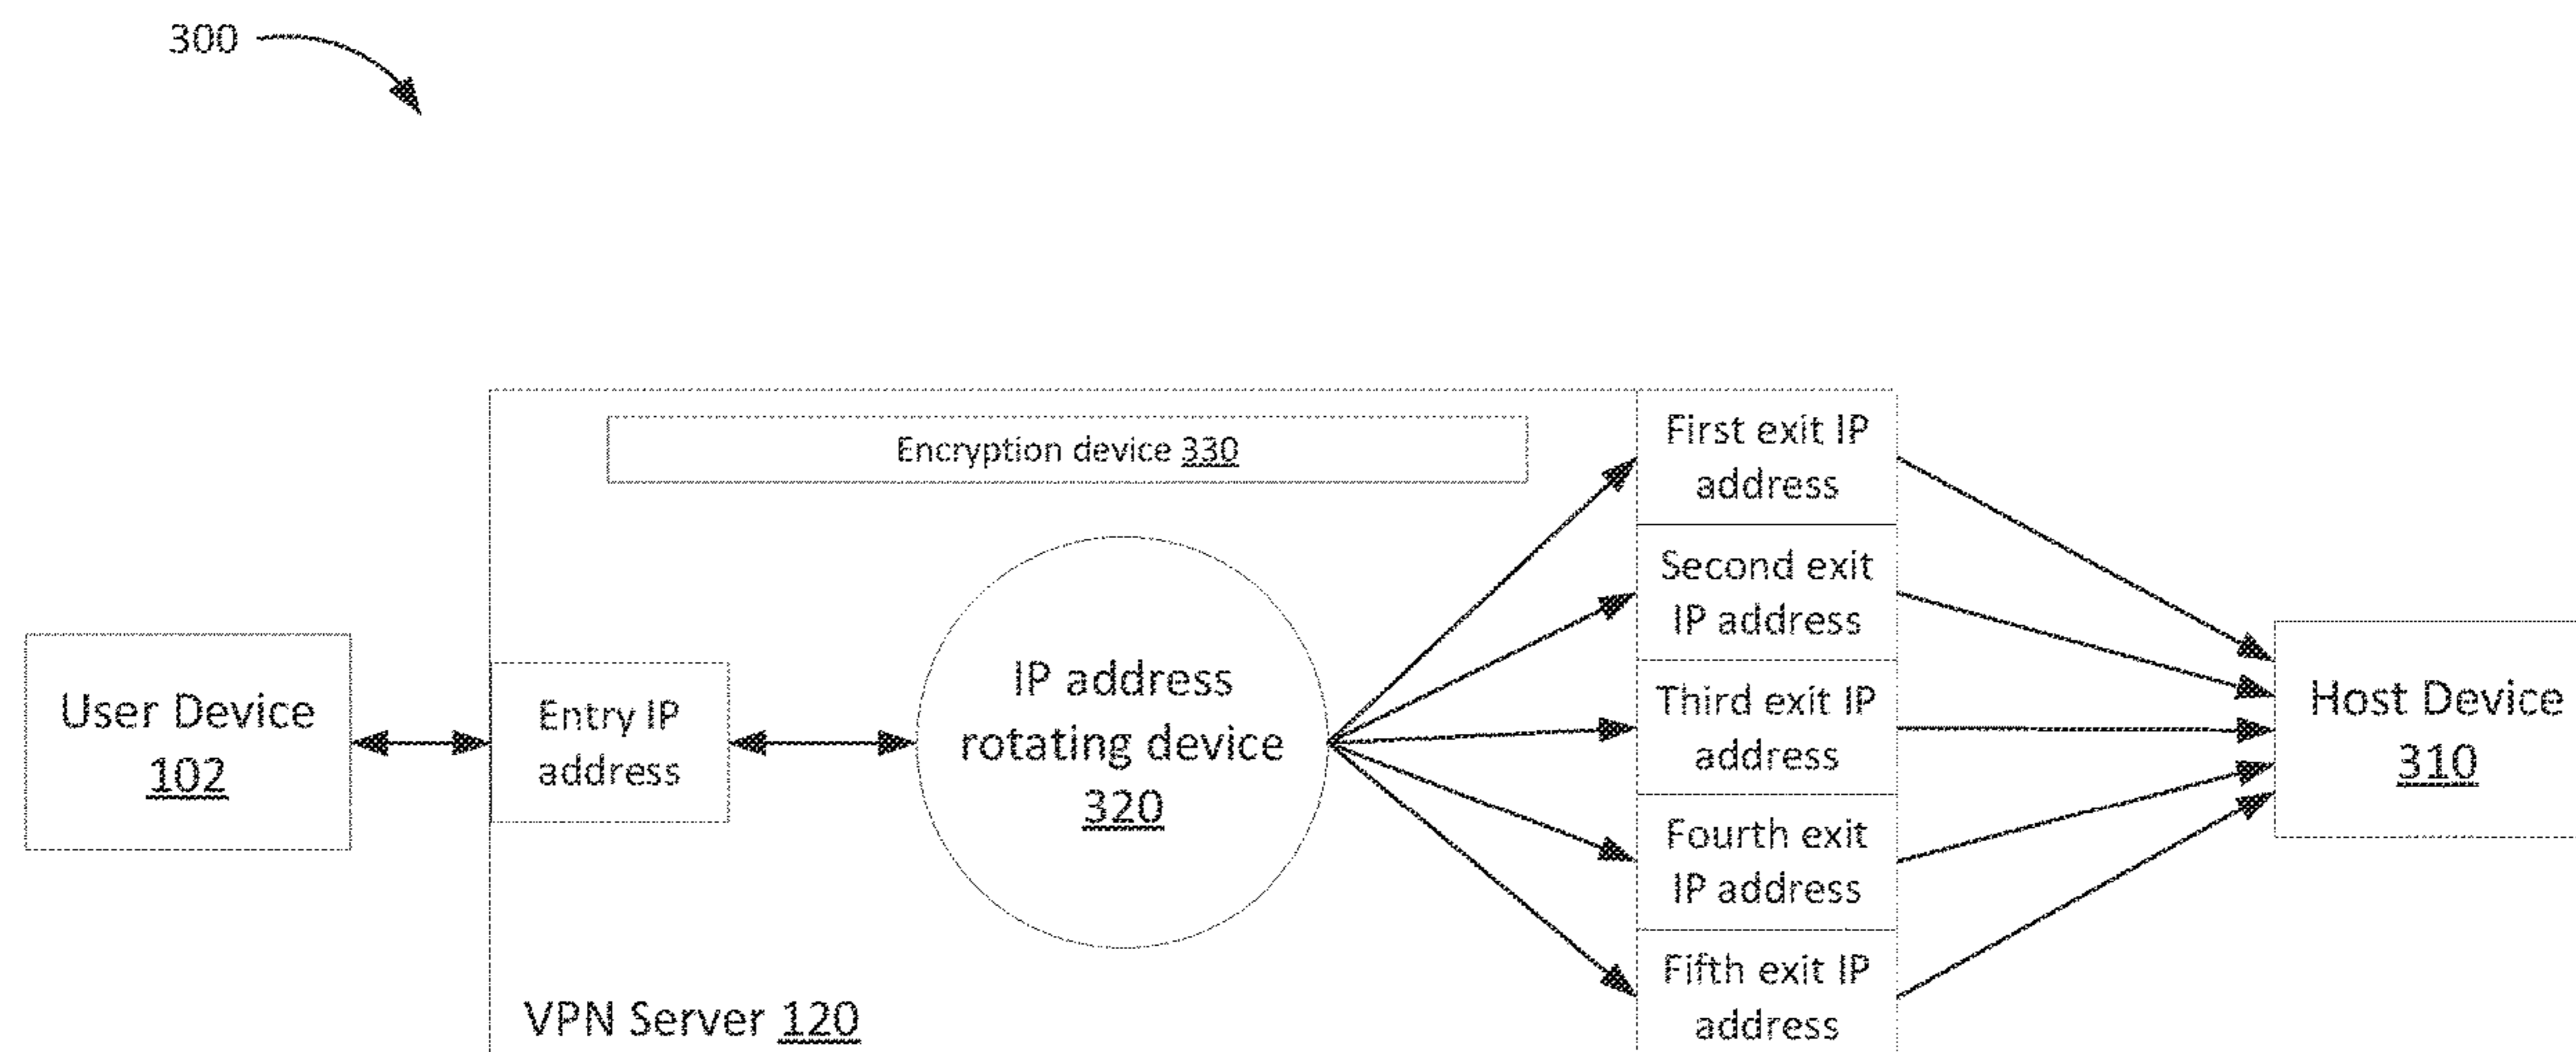 300
Encryption device 330
First exit IP
address
Second exit
IP address
User Device
102
Entry IP
address
IP address
rotating device
320
Third exit IP
address
Host Device
310
Fourth exit
IP address
Fifth exit IP
address
VPN Server 120